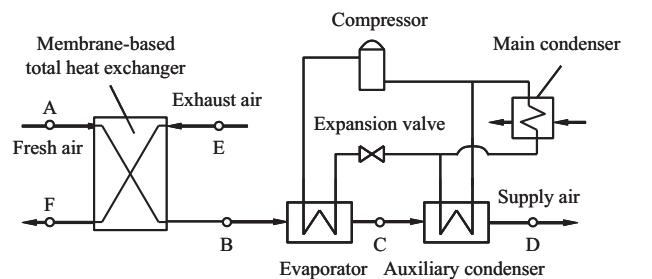 Compressor
Membrane-based
total heat exchanger
Main condenser
A
Exhaust air
Expansion valve
Fresh air
E
Supply air
F
B
C
D
Evaporator
Auxiliary condenser